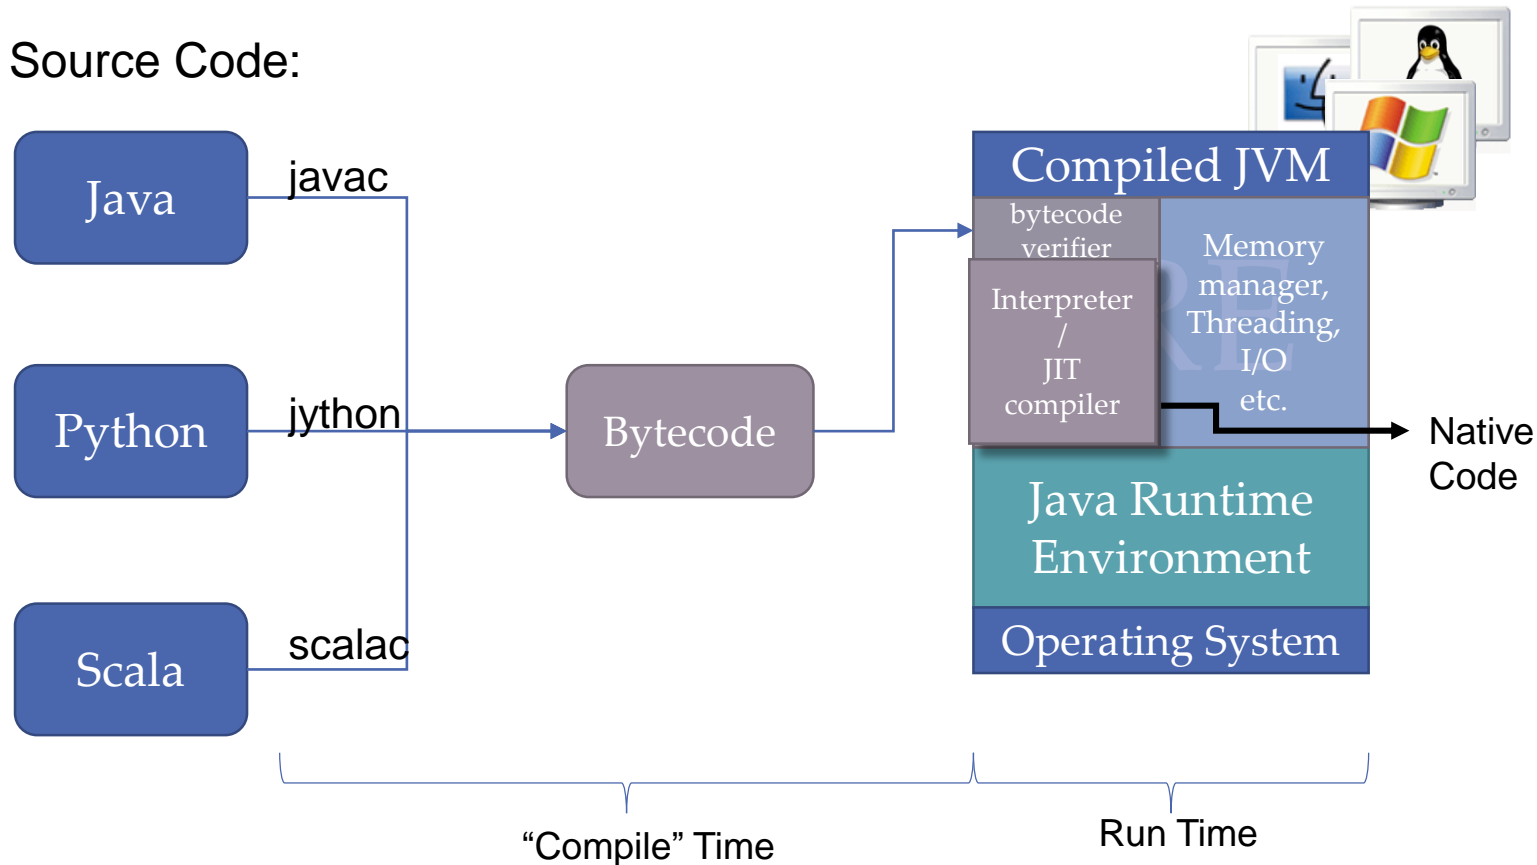 Source Code:
Java
javac
Python
jython
Scala
scalac
Bytecode
Compiled JVM
bytecode
verifier
Interpreter
/
JIT
compiler
Memory
manager,
Threading,
I/O
etc.
Java Runtime
Environment
Operating System
Native
Code
“Compile” Time
Run Time